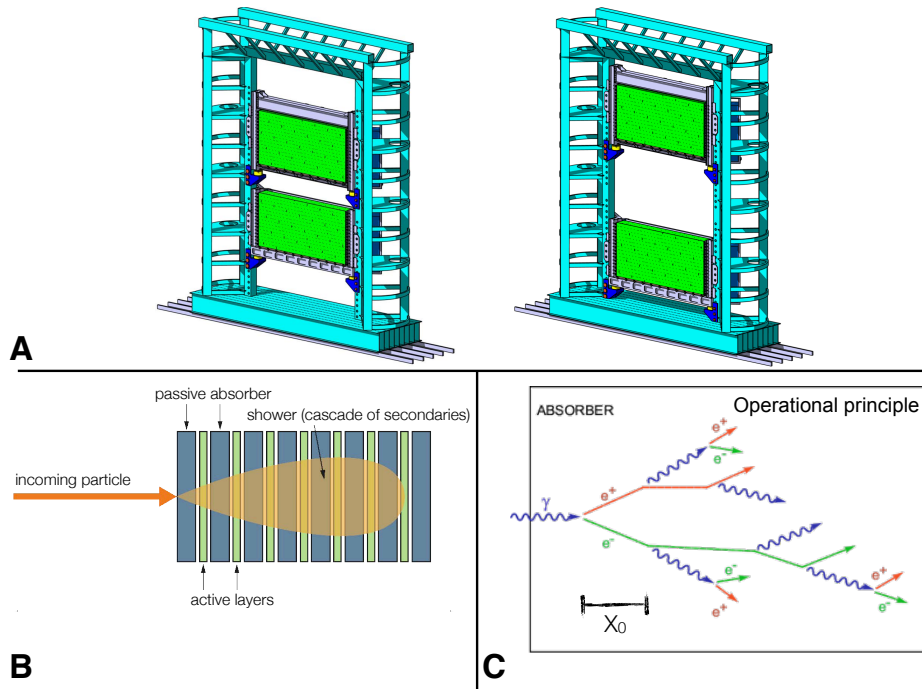 A
passive absorber
shower (cascade of secondaries)
incoming particle
active layers
B
ABSORBER
Operational principle
e+
e-
e+
γ
e-
e-
e+
e+
e-
X0
C